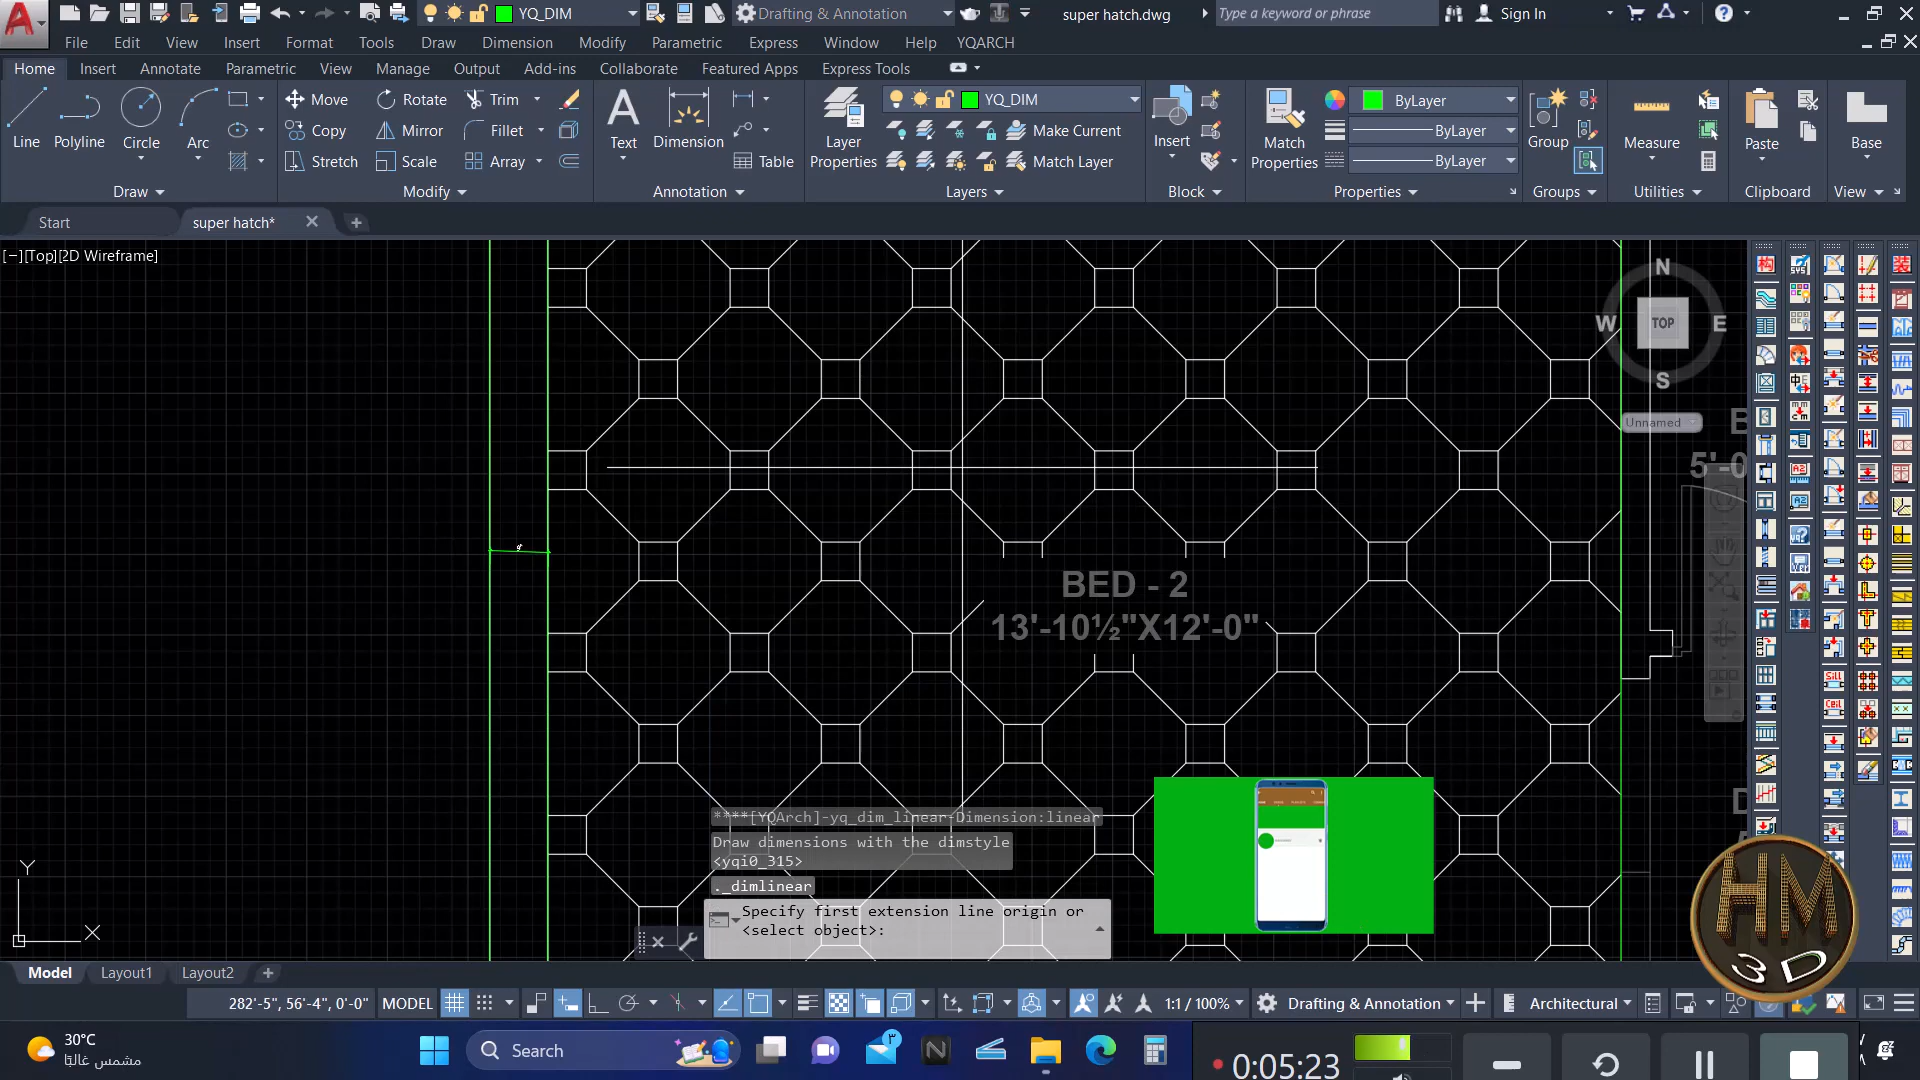 YQ_DIM
Drafting & Annotation
super hatch.dwg
Type a keyword or phrase
Sign In
File Edit View Insert Format Tools Draw Dimension Modify Parametric Express Window Help YQARCH
Home Insert Annotate Parametric View Manage Output Add-ins Collaborate Featured Apps Express Tools
Line Polyline Circle Arc
Move Rotate Trim
Copy Mirror Fillet
Stretch Scale Array
Text Dimension
Table
Layer Properties
YQ_DIM
Make Current
Match Layer
Insert
Match Properties
ByLayer
ByLayer
ByLayer
Group
Measure
Paste
Base
Draw Modify Annotation Layers Block Properties Groups Utilities Clipboard View
Start super hatch*
[−][Top][2D Wireframe]
N
W TOP E
S
Unnamed
5'-0
BED - 2
13'-10½"X12'-0"
Sill
Ceil
****[YQArch]-yq_dim_linear-Dimension:linear
Draw dimensions with the dimstyle
<yqi0_315>
._dimlinear
Specify first extension line origin or
<select object>:
Y
X
HM
3D
Model Layout1 Layout2
282'-5", 56'-4", 0'-0" MODEL 1:1 / 100% Drafting & Annotation Architectural
30°C
مشمس غالبًا
Search
0:05:23